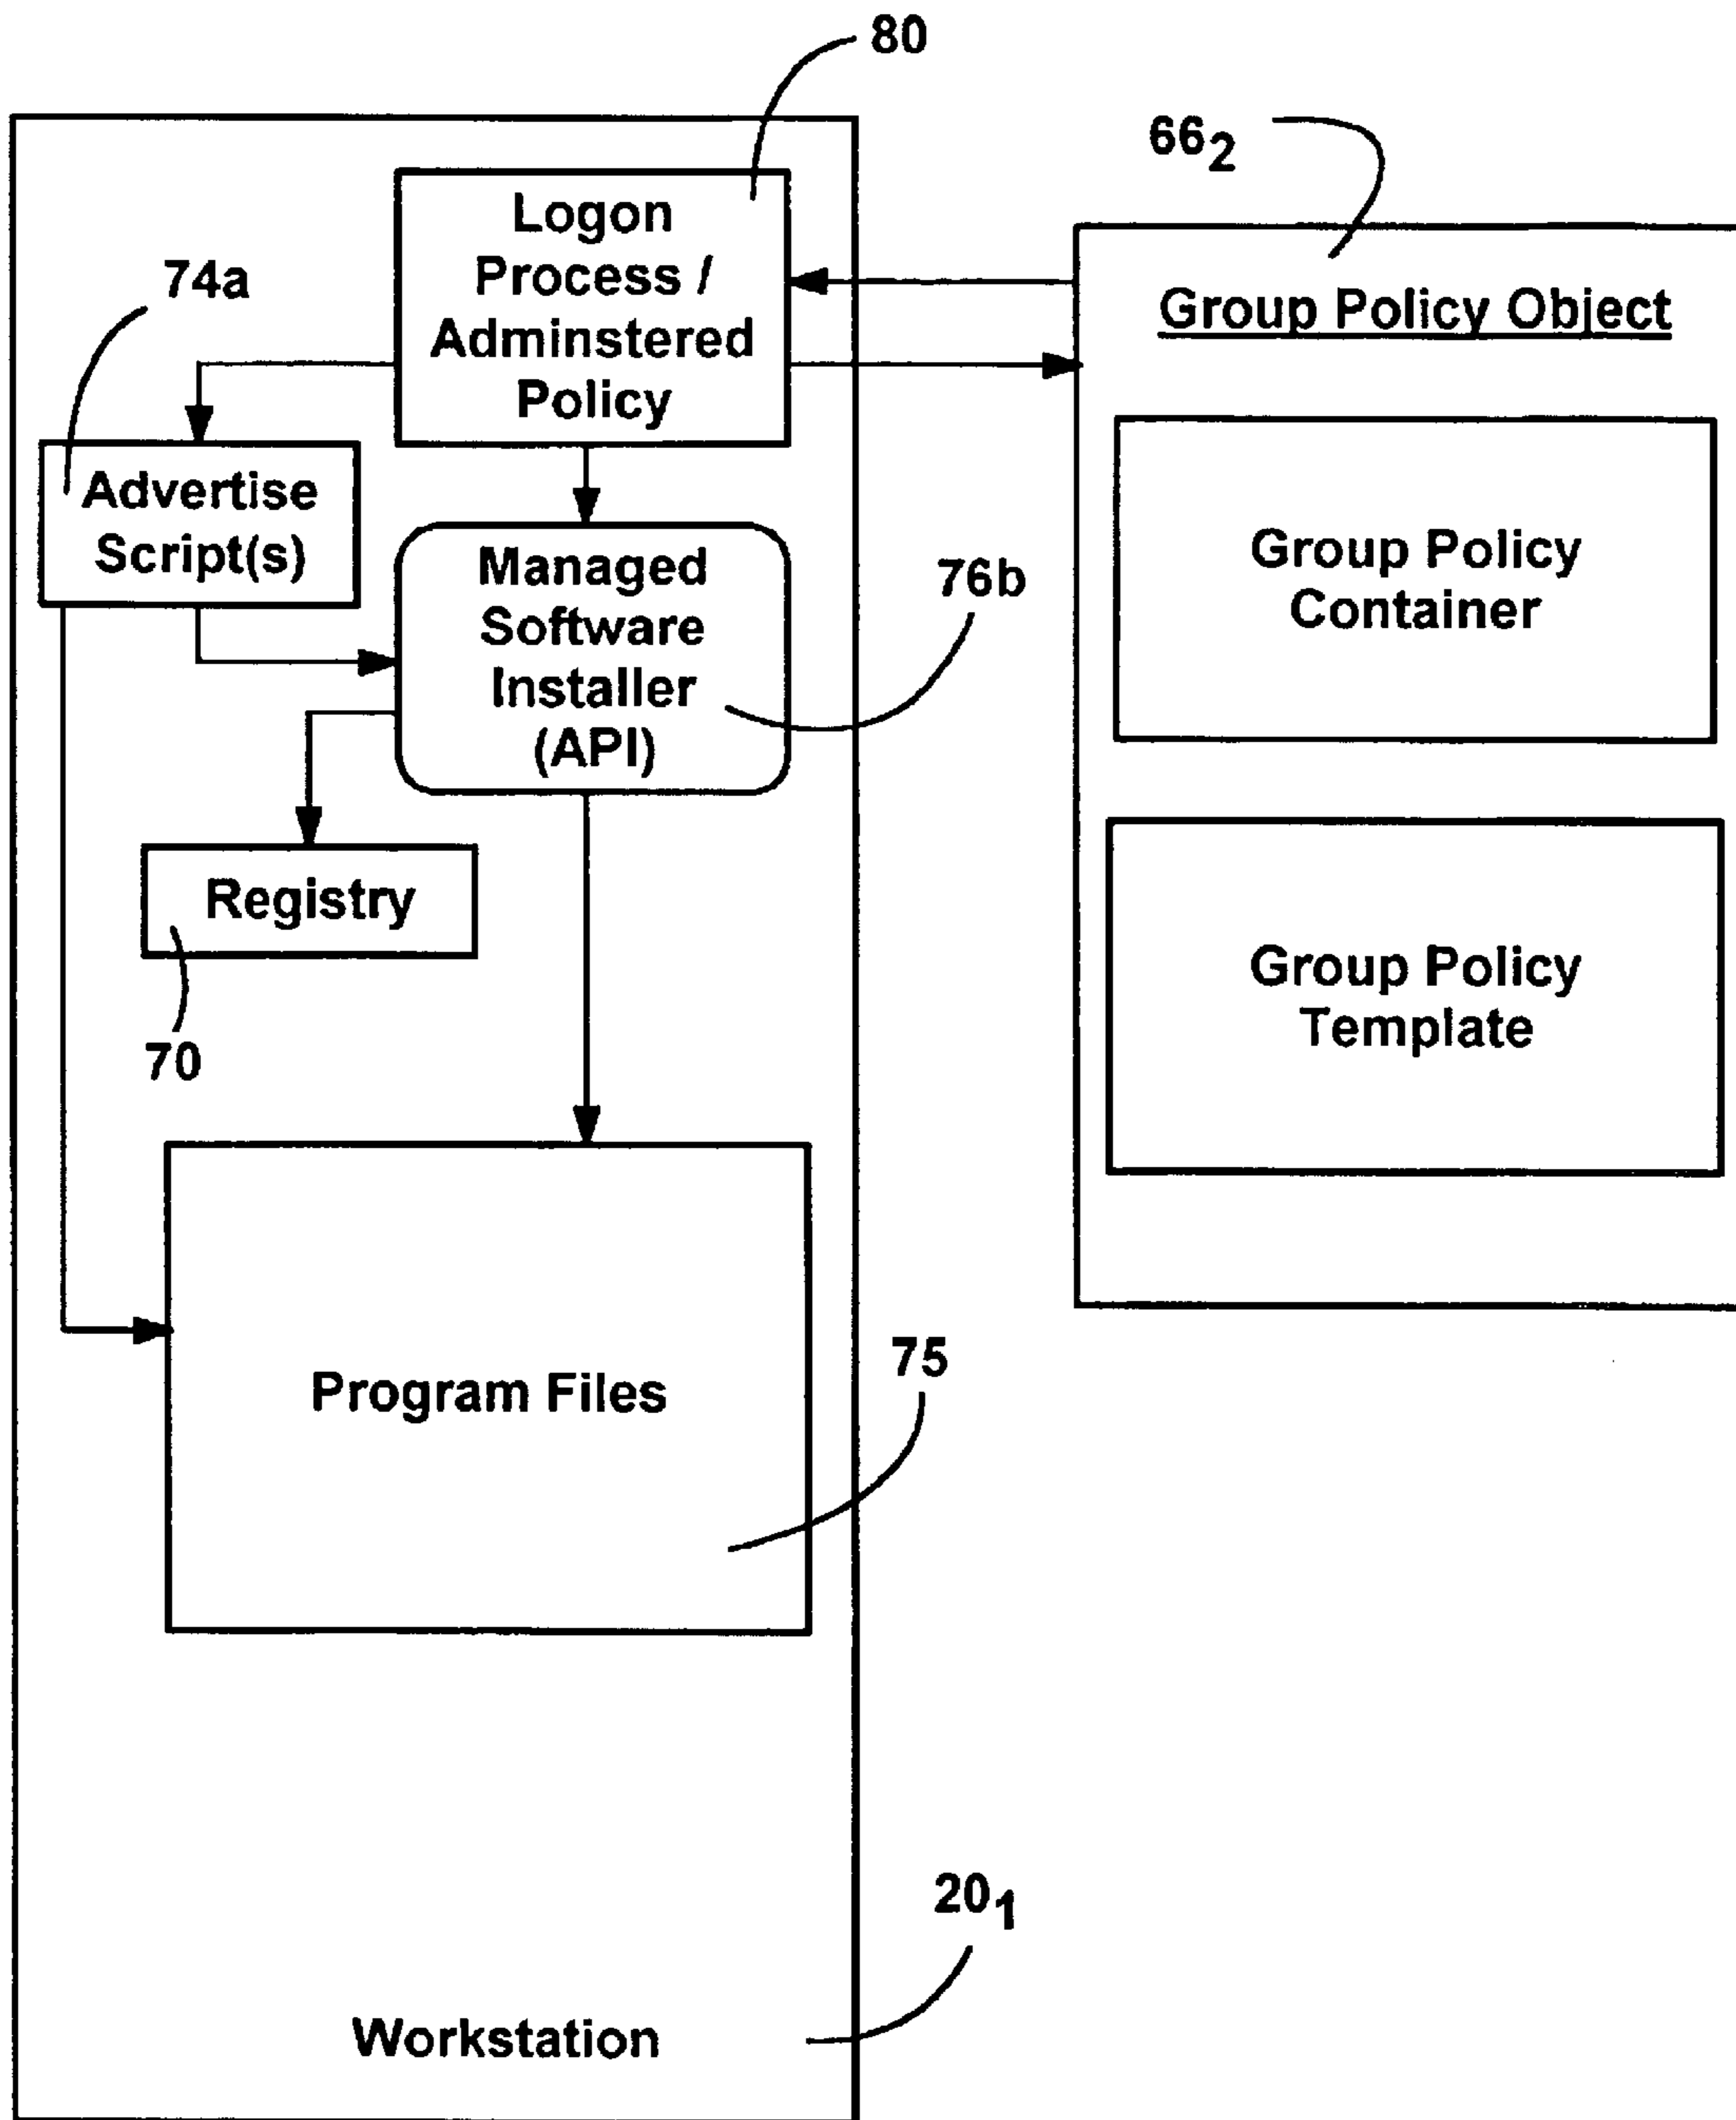 80
66₂
Logon
Process /
Adminstered
Policy
74a
Group Policy Object
Advertise
Script(s)
Managed
Software
Installer
(API)
76b
Group Policy
Container
Registry
70
Group Policy
Template
Program Files
75
20₁
Workstation